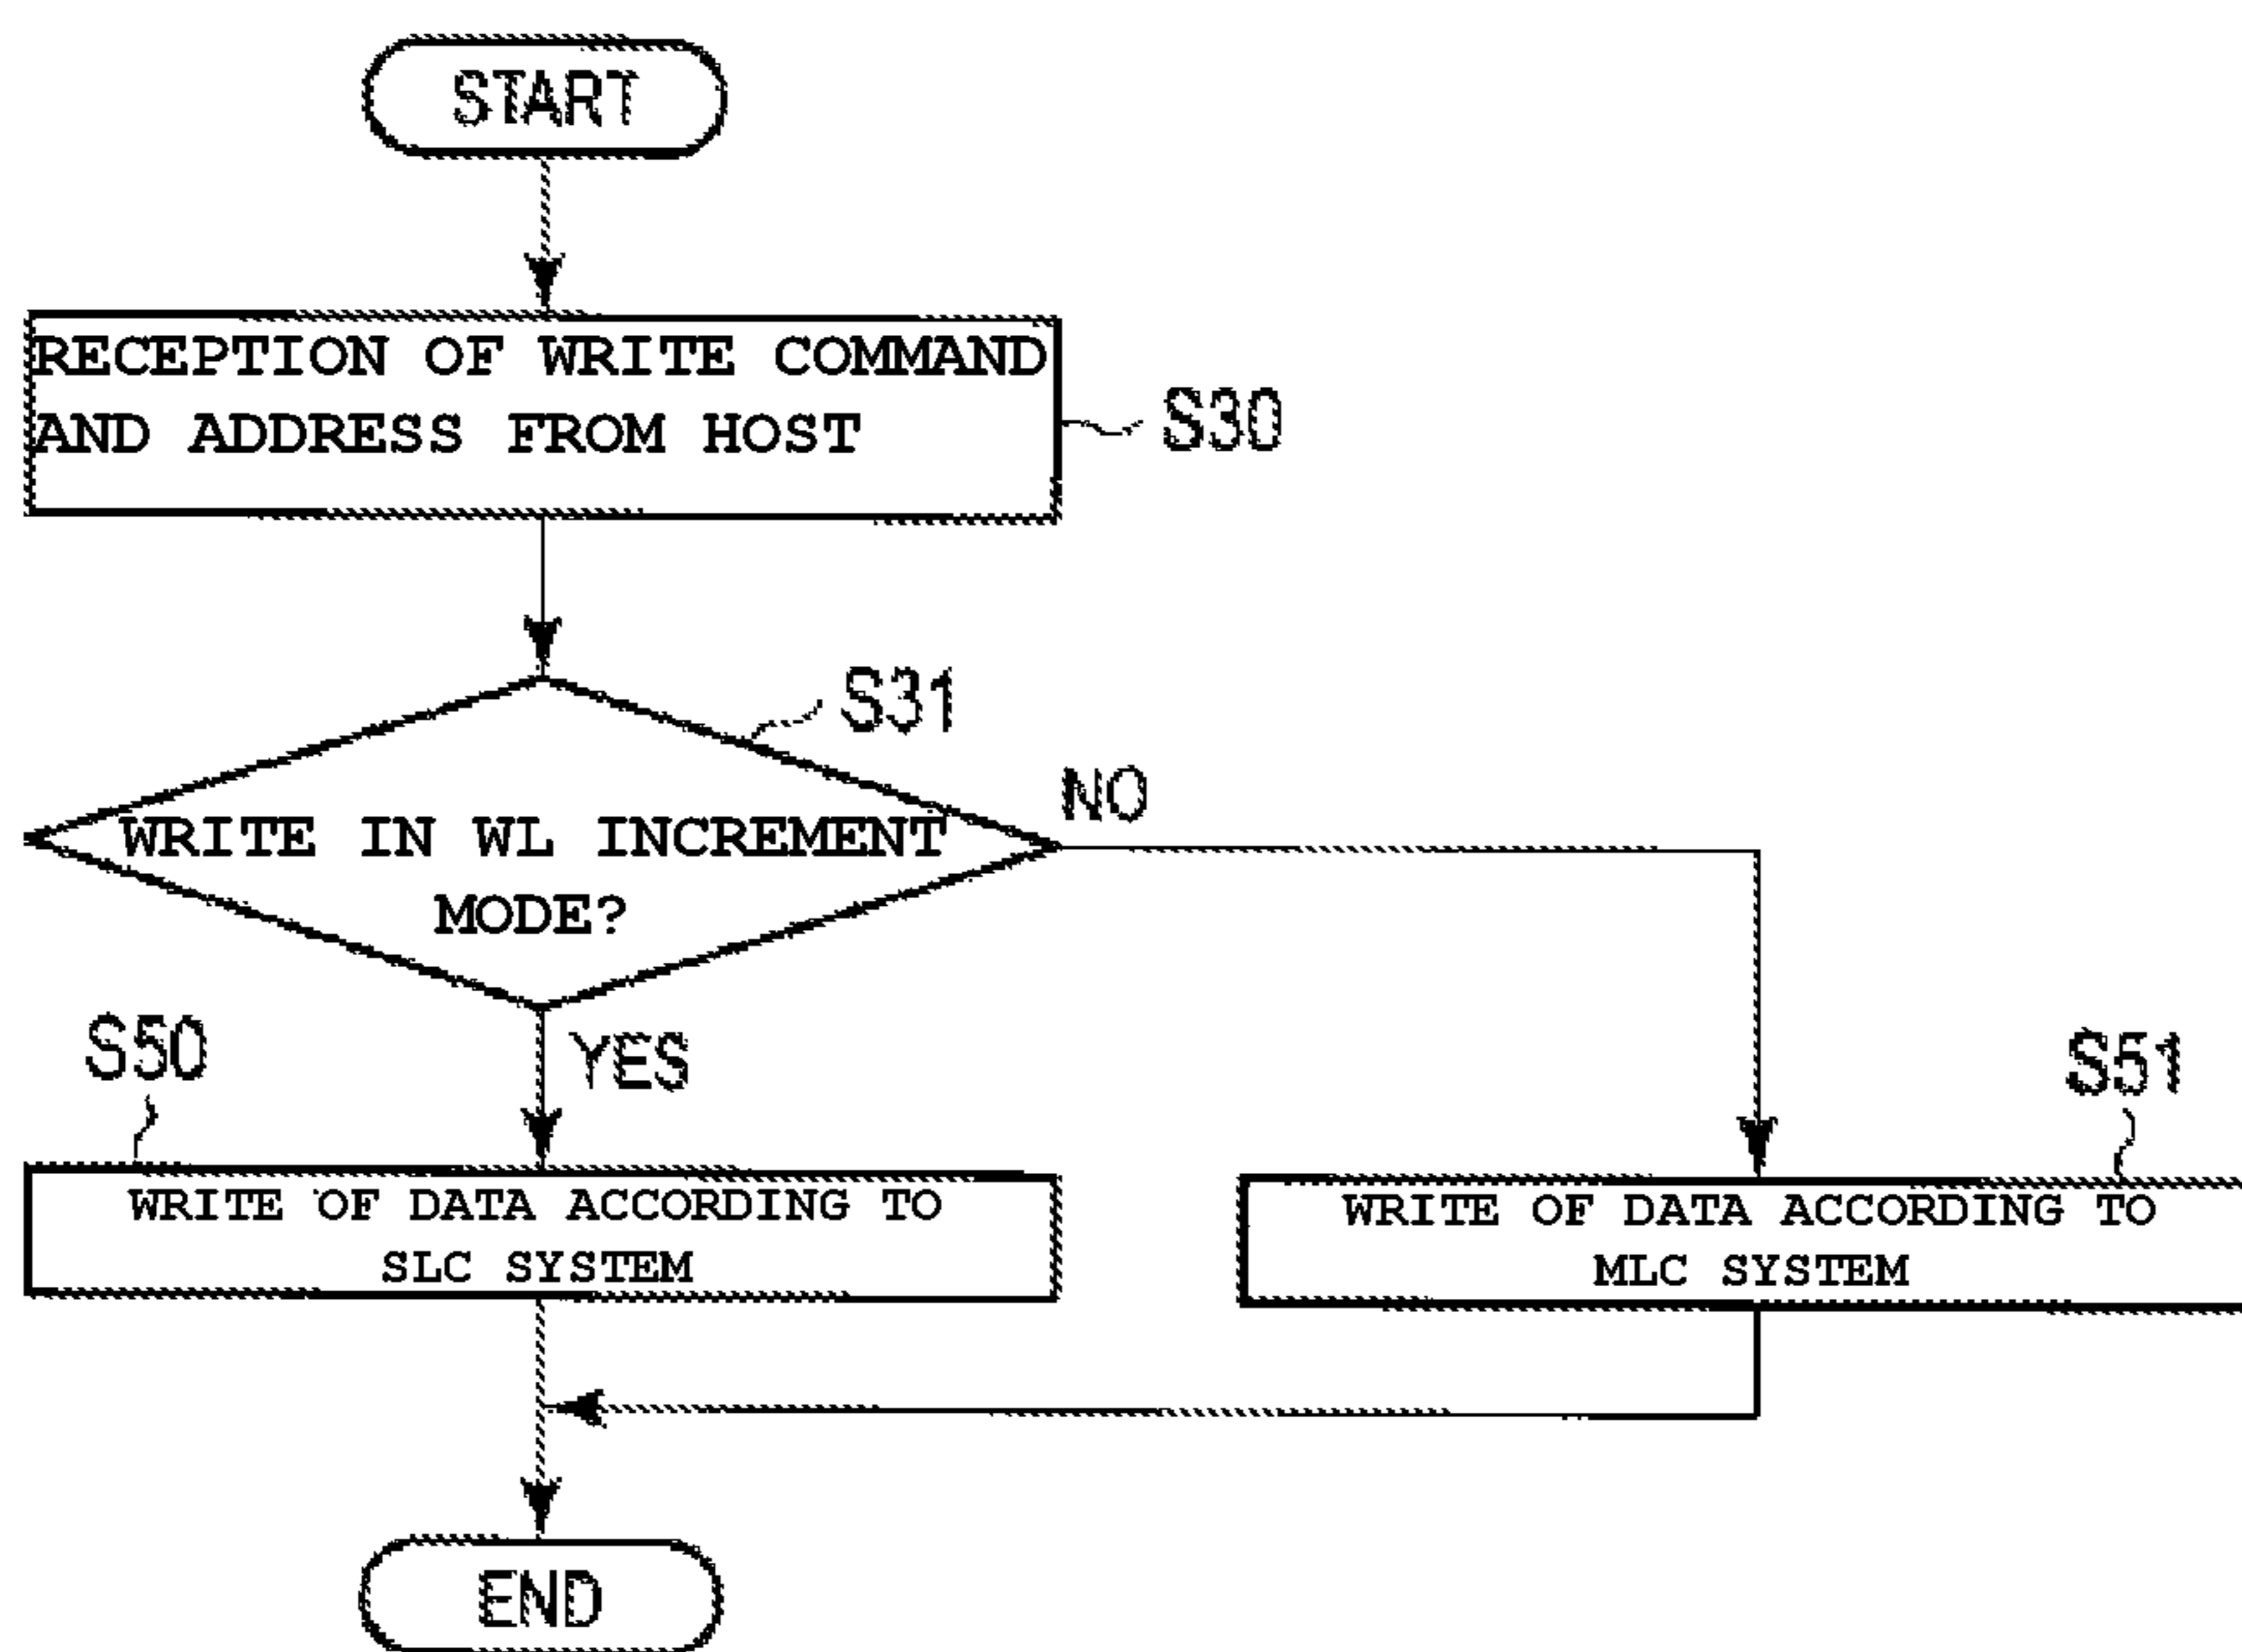 START
RECEPTION OF WRITE COMMAND
AND ADDRESS FROM HOST
S30
S31
WRITE IN WL INCREMENT
MODE?
NO
YES
S50
WRITE OF DATA ACCORDING TO
SLC SYSTEM
S51
WRITE OF DATA ACCORDING TO
MLC SYSTEM
END